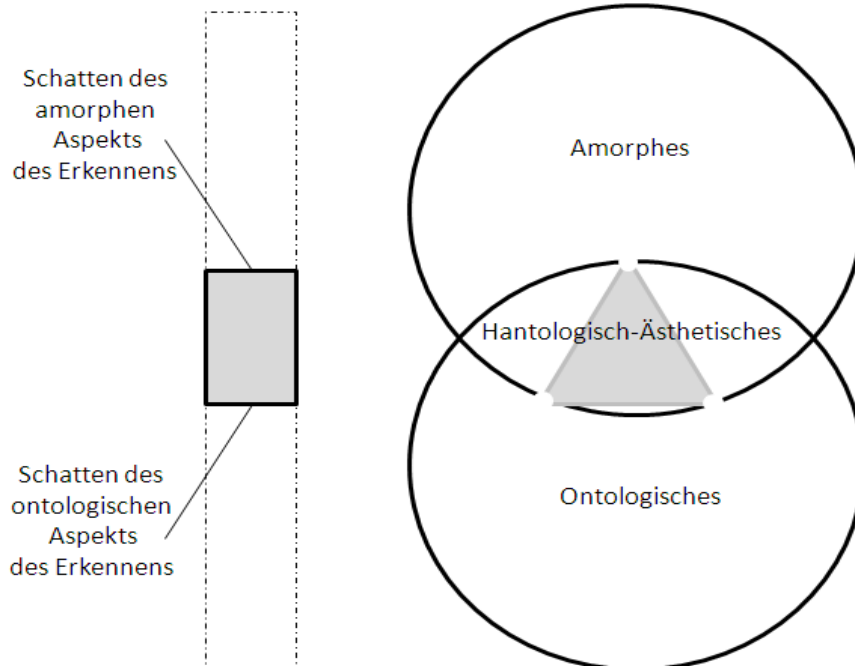 Schatten des
amorphen
Aspekts
des Erkennens
Amorphes
Hantologisch-Ästhetisches
Schatten des
ontologischen
Aspekts
des Erkennens
Ontologisches